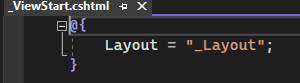 _ViewStart.cshtml
@{
    Layout = "_Layout";
}